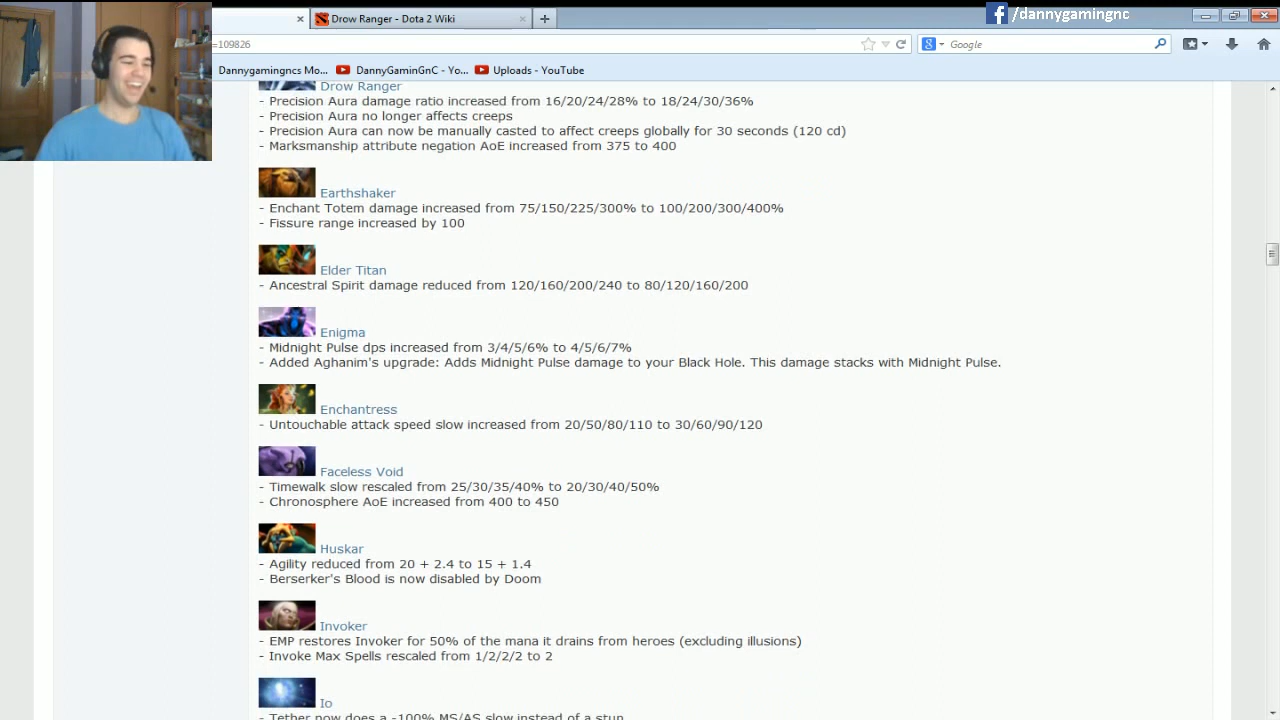 Drow Ranger - Dota 2 Wiki
/dannygamingnc
=109826
Google
Dannygamingncs Mo...
DannyGaminGnC - Yo...
Uploads - YouTube
Drow Ranger
- Precision Aura damage ratio increased from 16/20/24/28% to 18/24/30/36%
- Precision Aura no longer affects creeps
- Precision Aura can now be manually casted to affect creeps globally for 30 seconds (120 cd)
- Marksmanship attribute negation AoE increased from 375 to 400
Earthshaker
- Enchant Totem damage increased from 75/150/225/300% to 100/200/300/400%
- Fissure range increased by 100
Elder Titan
- Ancestral Spirit damage reduced from 120/160/200/240 to 80/120/160/200
Enigma
- Midnight Pulse dps increased from 3/4/5/6% to 4/5/6/7%
- Added Aghanim's upgrade: Adds Midnight Pulse damage to your Black Hole. This damage stacks with Midnight Pulse.
Enchantress
- Untouchable attack speed slow increased from 20/50/80/110 to 30/60/90/120
Faceless Void
- Timewalk slow rescaled from 25/30/35/40% to 20/30/40/50%
- Chronosphere AoE increased from 400 to 450
Huskar
- Agility reduced from 20 + 2.4 to 15 + 1.4
- Berserker's Blood is now disabled by Doom
Invoker
- EMP restores Invoker for 50% of the mana it drains from heroes (excluding illusions)
- Invoke Max Spells rescaled from 1/2/2/2 to 2
Io
- Tether now does a -100% MS/AS slow instead of a stun